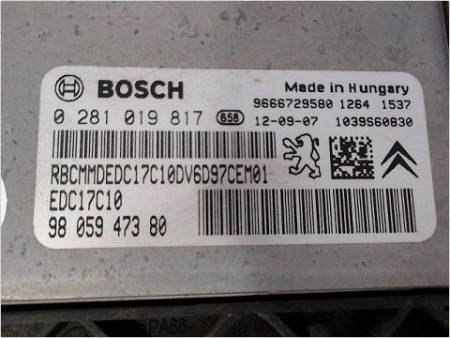 BOSCH
Made in Hungary
9666729580 1264 1537
0 281 019 817 658 12-09-07 1039S60830
RBCMMDEDC17C10DV6D97CEM01
EDC17C10
98 059 473 80
PA66-